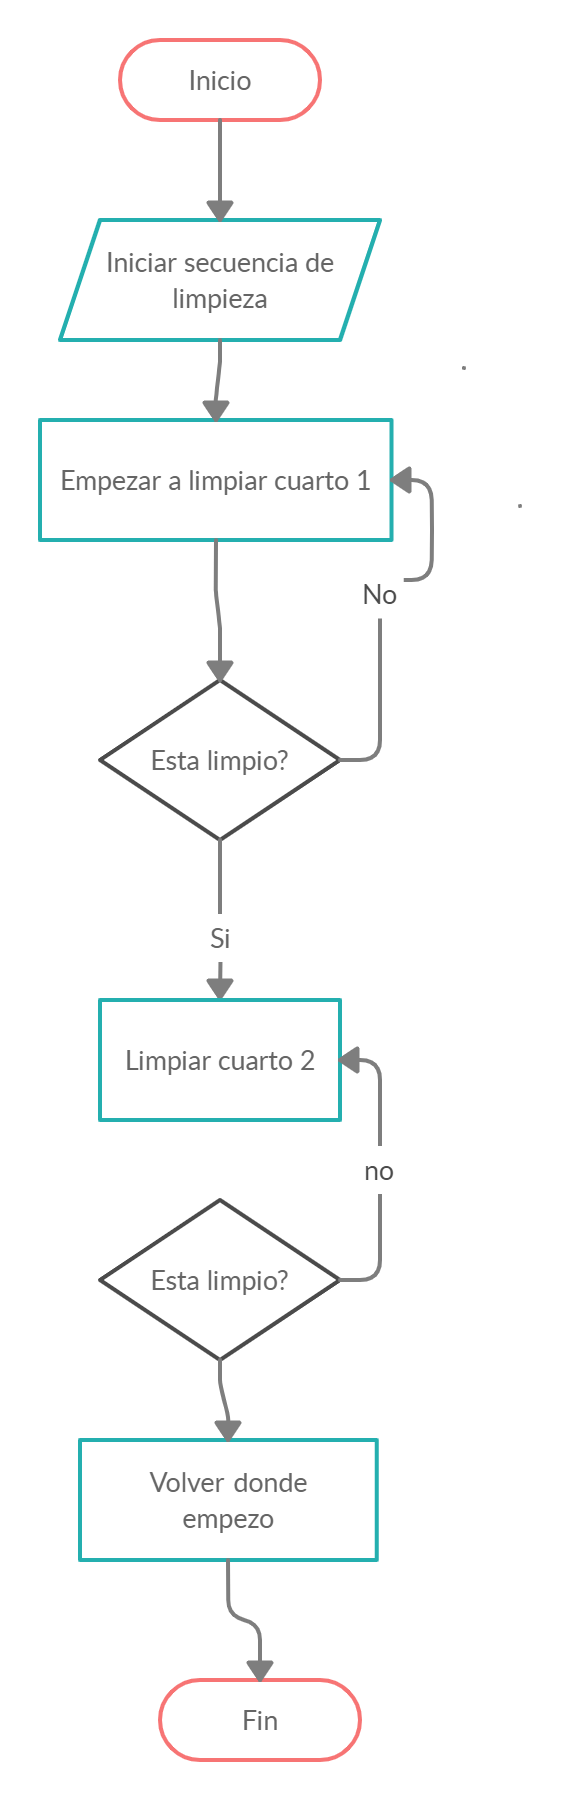 Inicio
Iniciar secuencia de
limpieza
Empezar a limpiar cuarto 1
No
Esta limpio?
Si
Limpiar cuarto 2
no
Esta limpio?
Volver donde
empezo
Fin